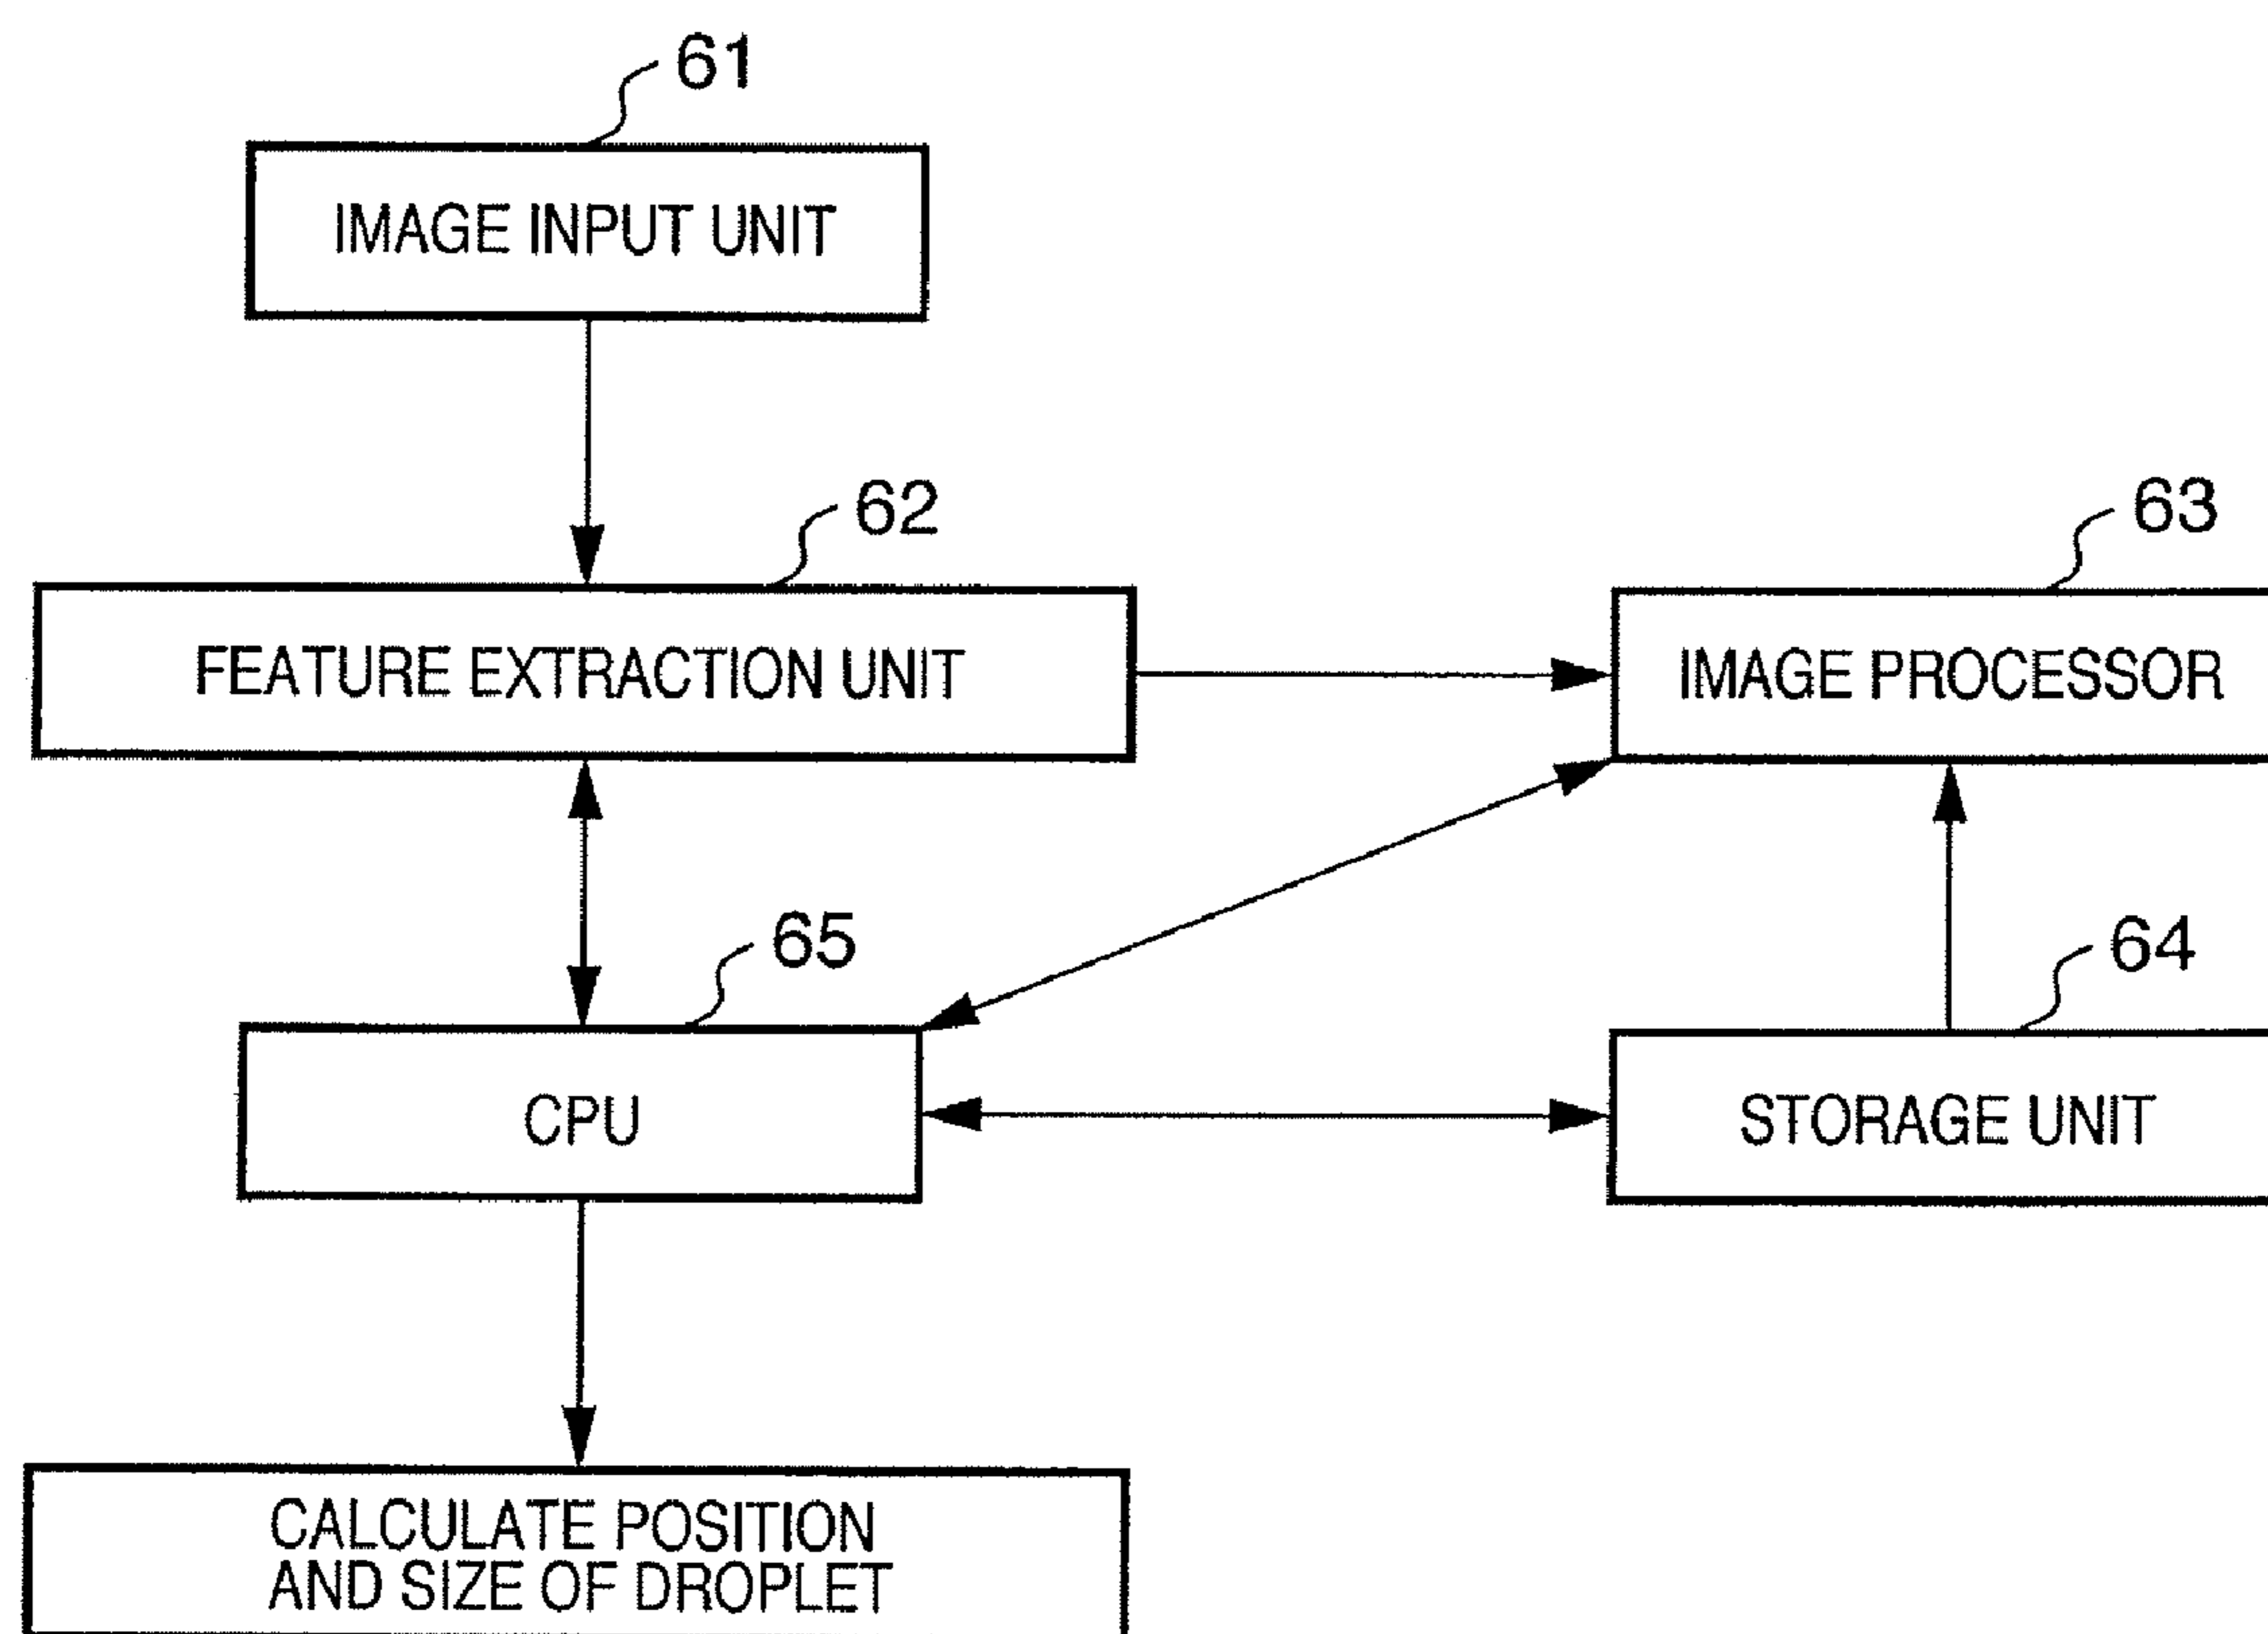 61
IMAGE INPUT UNIT
62
FEATURE EXTRACTION UNIT
63
IMAGE PROCESSOR
65
CPU
64
STORAGE UNIT
CALCULATE POSITION
AND SIZE OF DROPLET